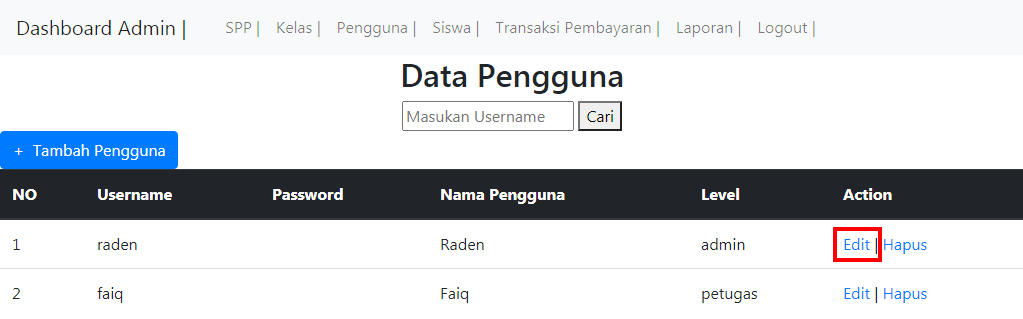 Dashboard Admin | SPP | Kelas | Pengguna | Siswa | Transaksi Pembayaran | Laporan | Logout |
Data Pengguna
Masukan Username Cari
+ Tambah Pengguna
NO Username Password Nama Pengguna Level Action
1 raden Raden admin Edit | Hapus
2 faiq Faiq petugas Edit | Hapus